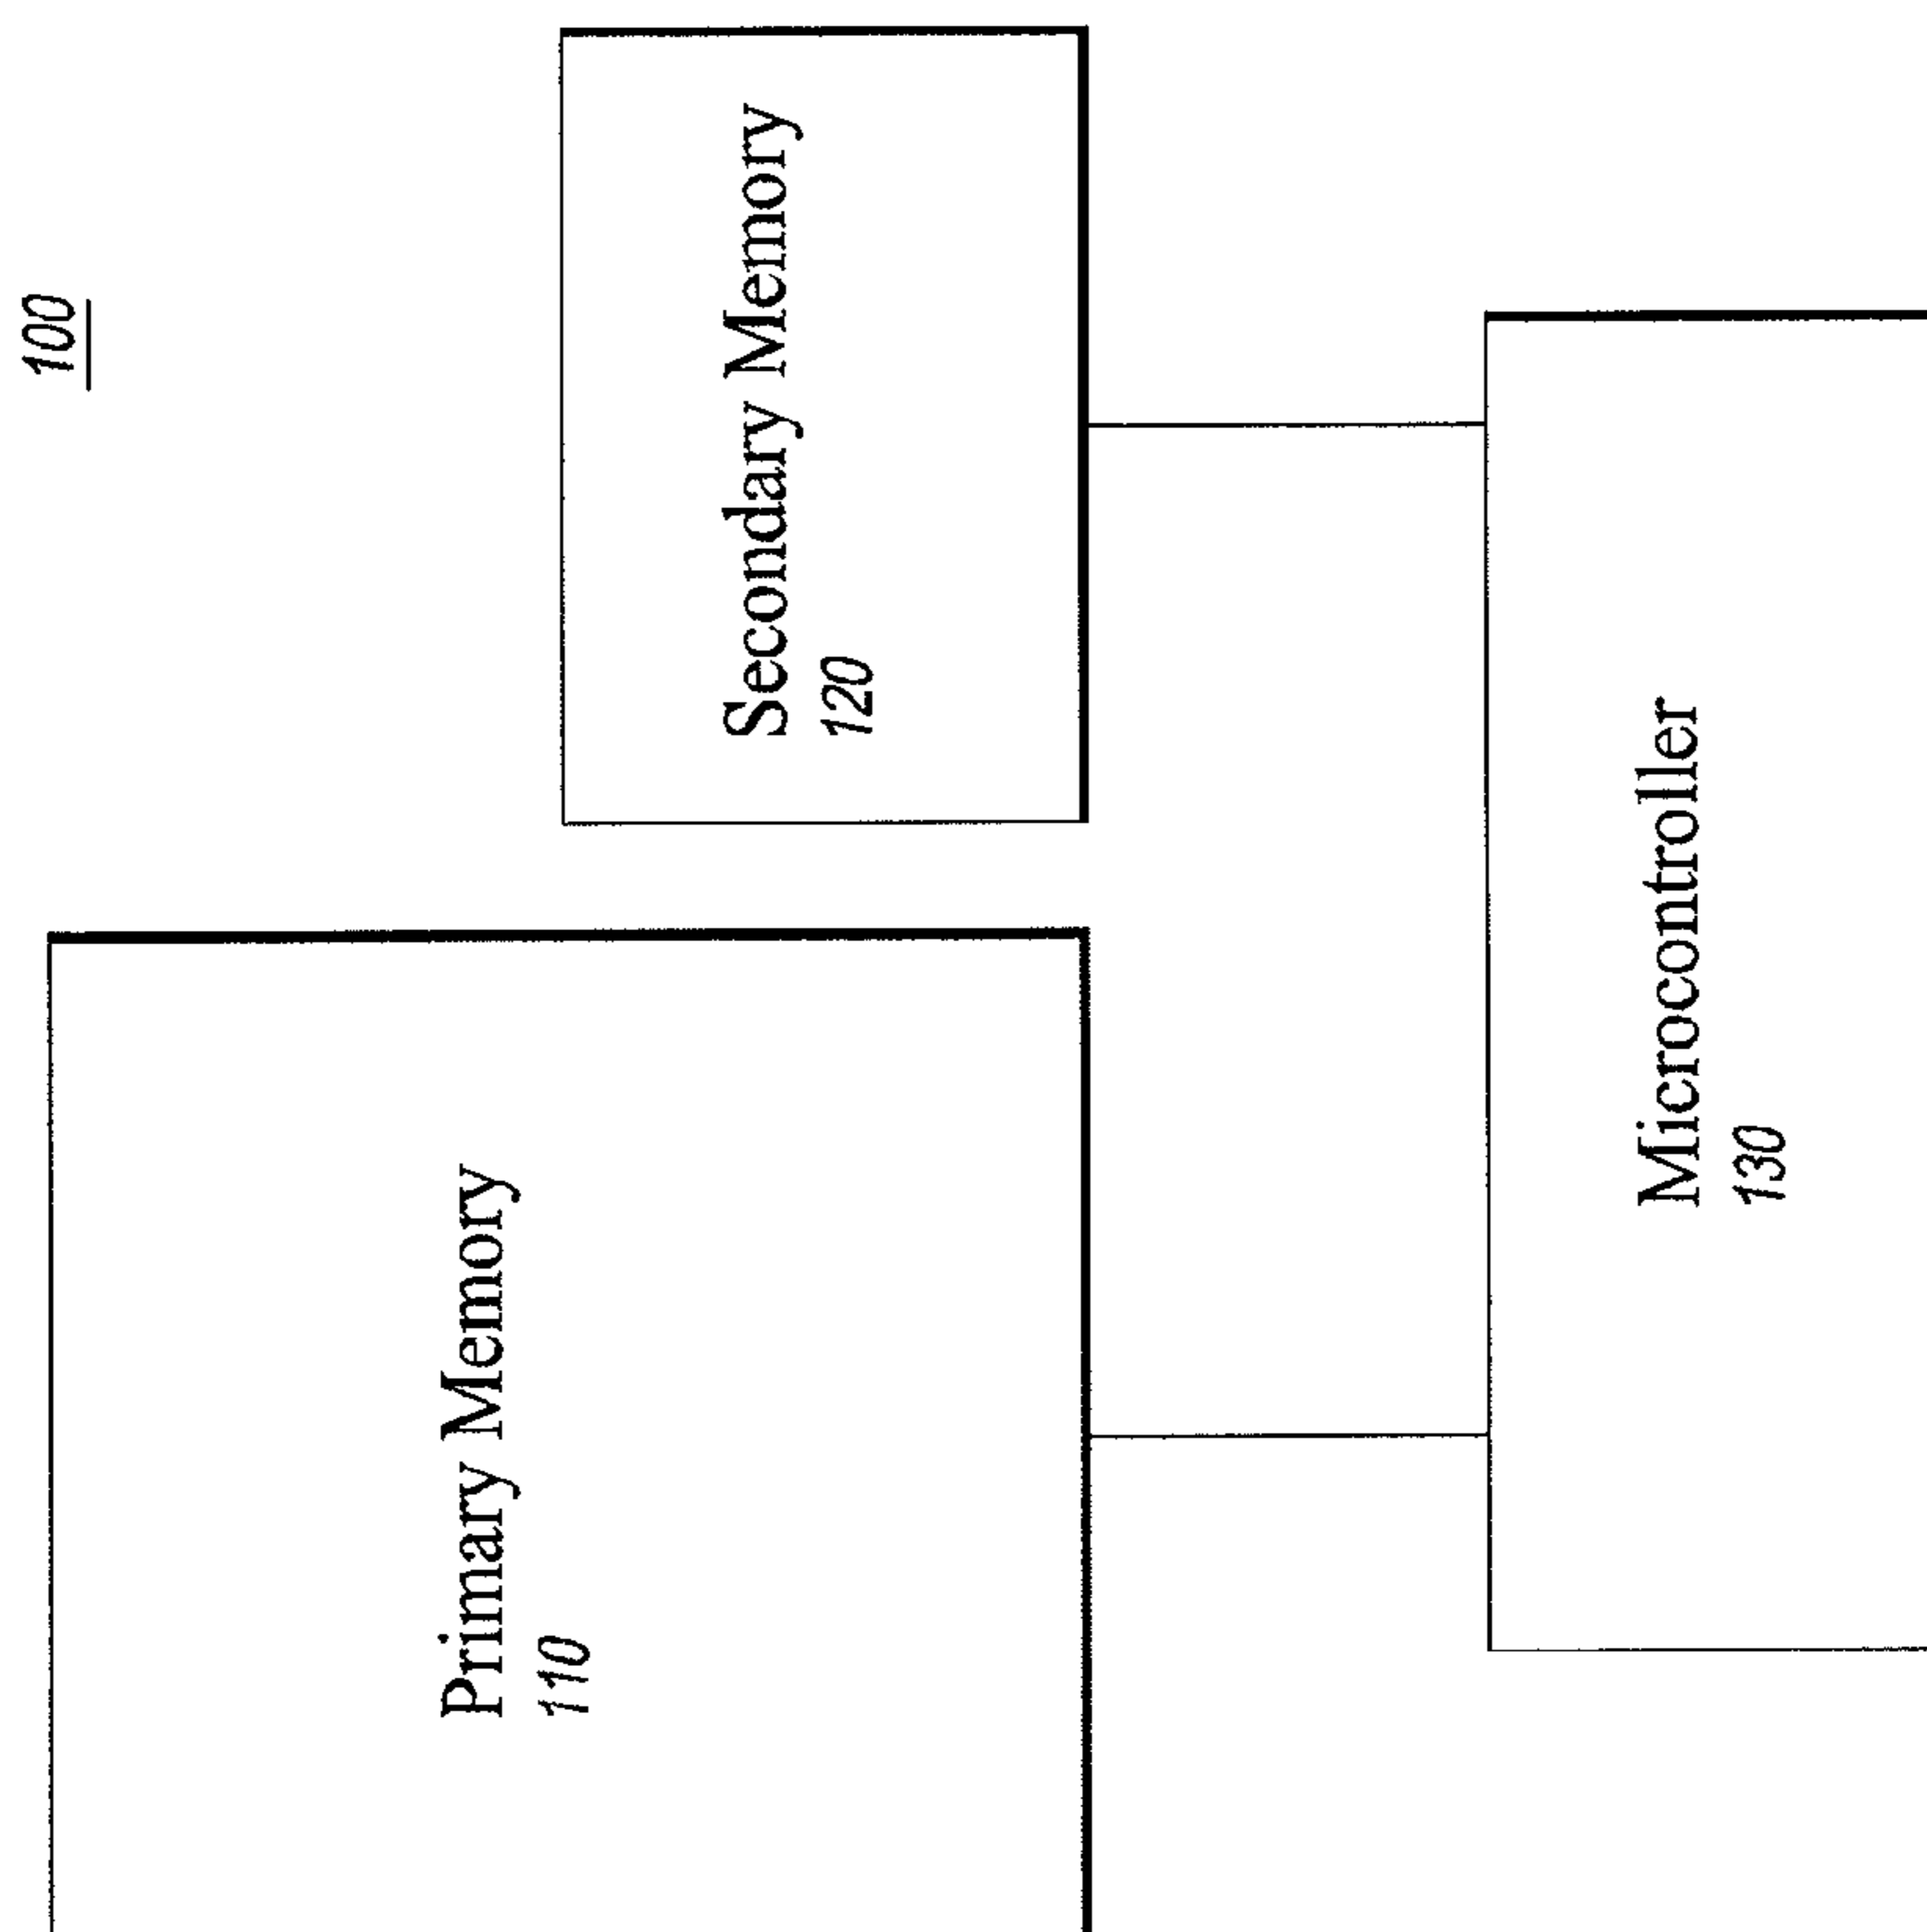 100
Primary Memory
110
Secondary Memory
120
Microcontroller
130